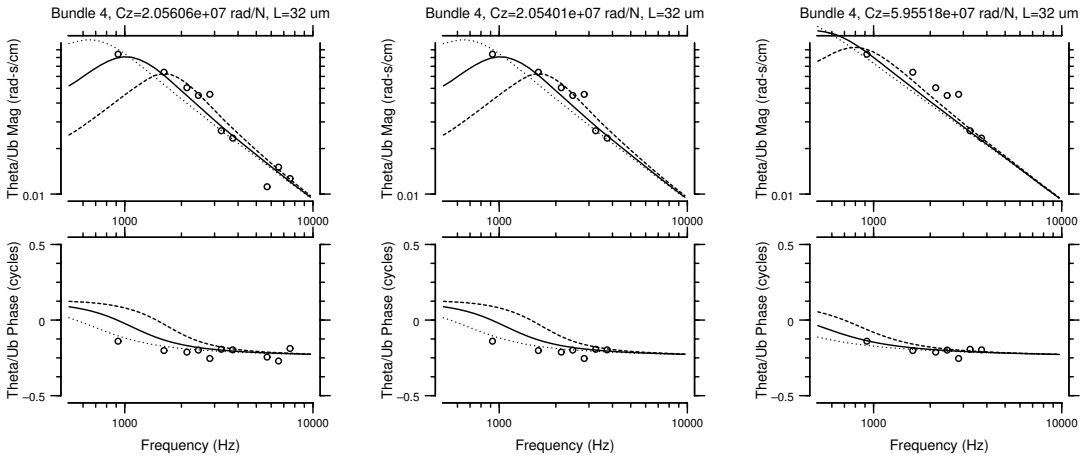 Bundle 4, Cz=2.05606e+07 rad/N, L=32 um
Theta/Ub Mag (rad-s/cm)
0.01
1000
10000
Theta/Ub Phase (cycles)
0.5
0
−0.5
1000
10000
Frequency (Hz)
Bundle 4, Cz=2.05401e+07 rad/N, L=32 um
Theta/Ub Mag (rad-s/cm)
0.01
1000
10000
Theta/Ub Phase (cycles)
0.5
0
−0.5
1000
10000
Frequency (Hz)
Bundle 4, Cz=5.95518e+07 rad/N, L=32 um
Theta/Ub Mag (rad-s/cm)
0.01
1000
10000
Theta/Ub Phase (cycles)
0.5
0
−0.5
1000
10000
Frequency (Hz)